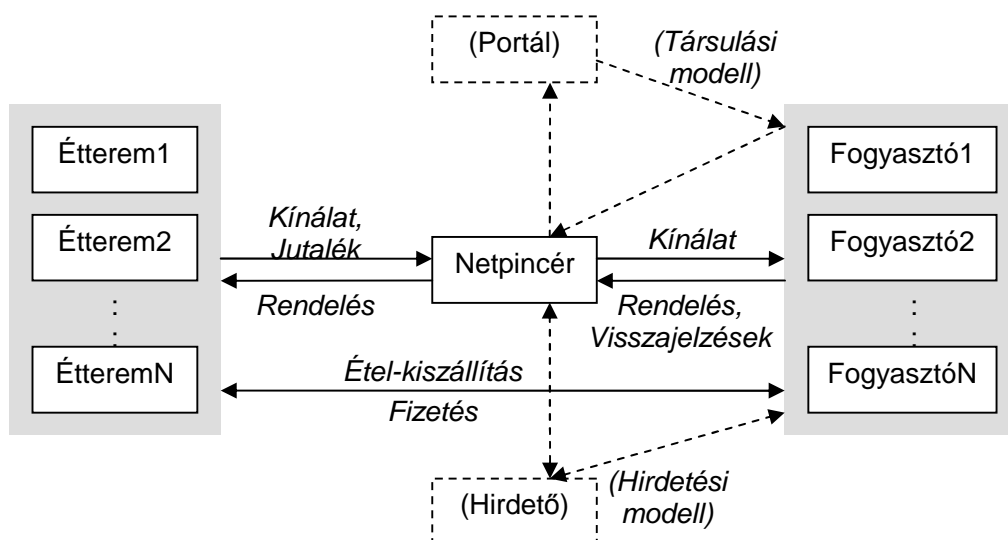 (Portál)
(Társulási
modell)
Étterem1
Étterem2
:
:
ÉtteremN
Kínálat,
Jutalék
Rendelés
Netpincér
Kínálat
Rendelés,
Visszajelzések
Fogyasztó1
Fogyasztó2
:
:
FogyasztóN
Étel-kiszállítás
Fizetés
(Hirdető)
(Hirdetési
modell)